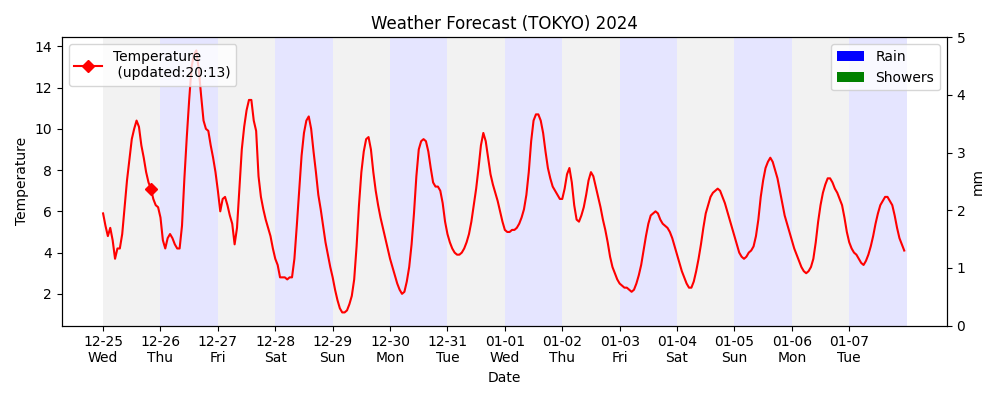 Weather Forecast (TOKYO) 2024
Temperature
(updated:20:13)
Rain
Showers
14
12
10
8
6
4
2
Temperature
5
4
3
2
1
0
mm
12-25 12-26 12-27 12-28 12-29 12-30 12-31 01-01 01-02 01-03 01-04 01-05 01-06 01-07
Wed Thu Fri Sat Sun Mon Tue Wed Thu Fri Sat Sun Mon Tue
Date